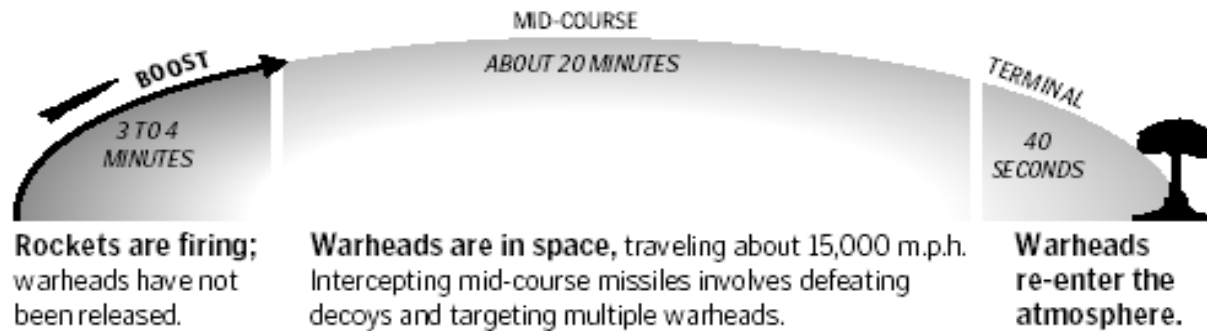 MID-COURSE
BOOST
ABOUT 20 MINUTES
TERMINAL
3 TO 4
MINUTES
40
SECONDS
Rockets are firing;
warheads have not
been released.
Warheads are in space, traveling about 15,000 m.p.h.
Intercepting mid-course missiles involves defeating
decoys and targeting multiple warheads.
Warheads
re-enter the
atmosphere.